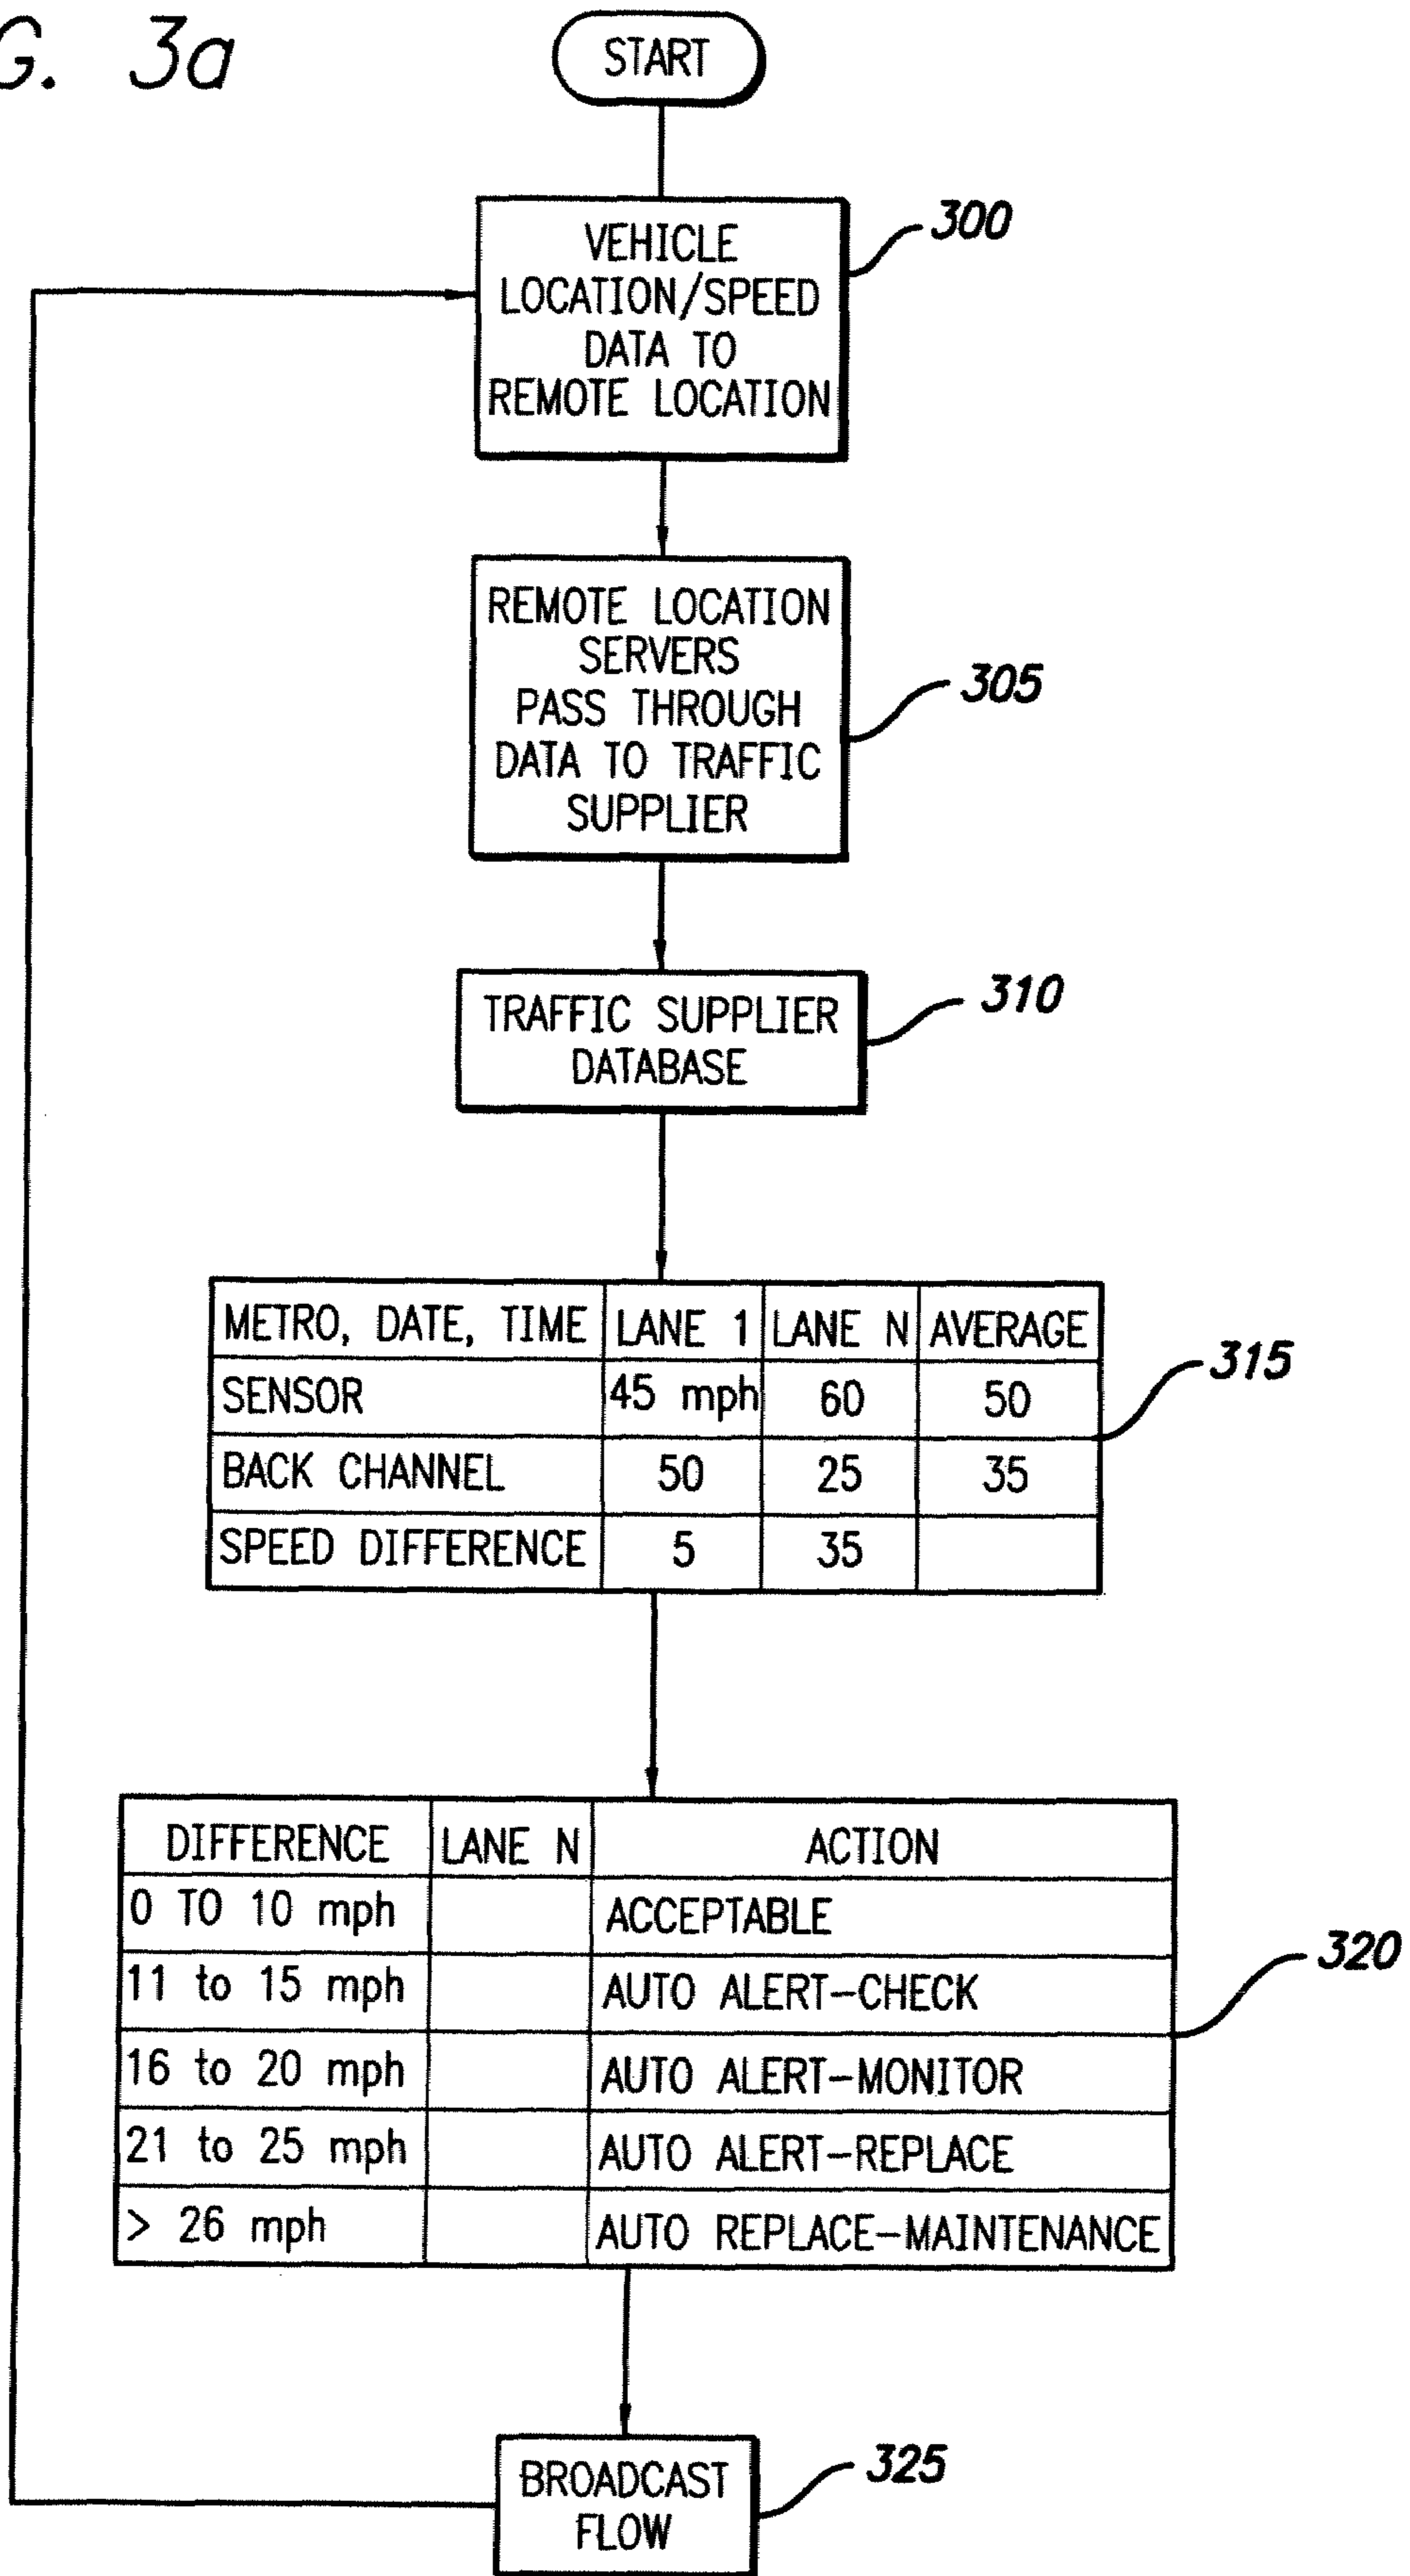 G. 3a
START
VEHICLE
LOCATION/SPEED
DATA TO
REMOTE LOCATION
300
REMOTE LOCATION
SERVERS
PASS THROUGH
DATA TO TRAFFIC
SUPPLIER
305
TRAFFIC SUPPLIER
DATABASE
310
METRO, DATE, TIME LANE 1 LANE N AVERAGE
SENSOR 45 mph 60 50
BACK CHANNEL 50 25 35
SPEED DIFFERENCE 5 35
315
DIFFERENCE LANE N ACTION
0 TO 10 mph ACCEPTABLE
11 to 15 mph AUTO ALERT-CHECK
16 to 20 mph AUTO ALERT-MONITOR
21 to 25 mph AUTO ALERT-REPLACE
> 26 mph AUTO REPLACE-MAINTENANCE
320
BROADCAST
FLOW
325